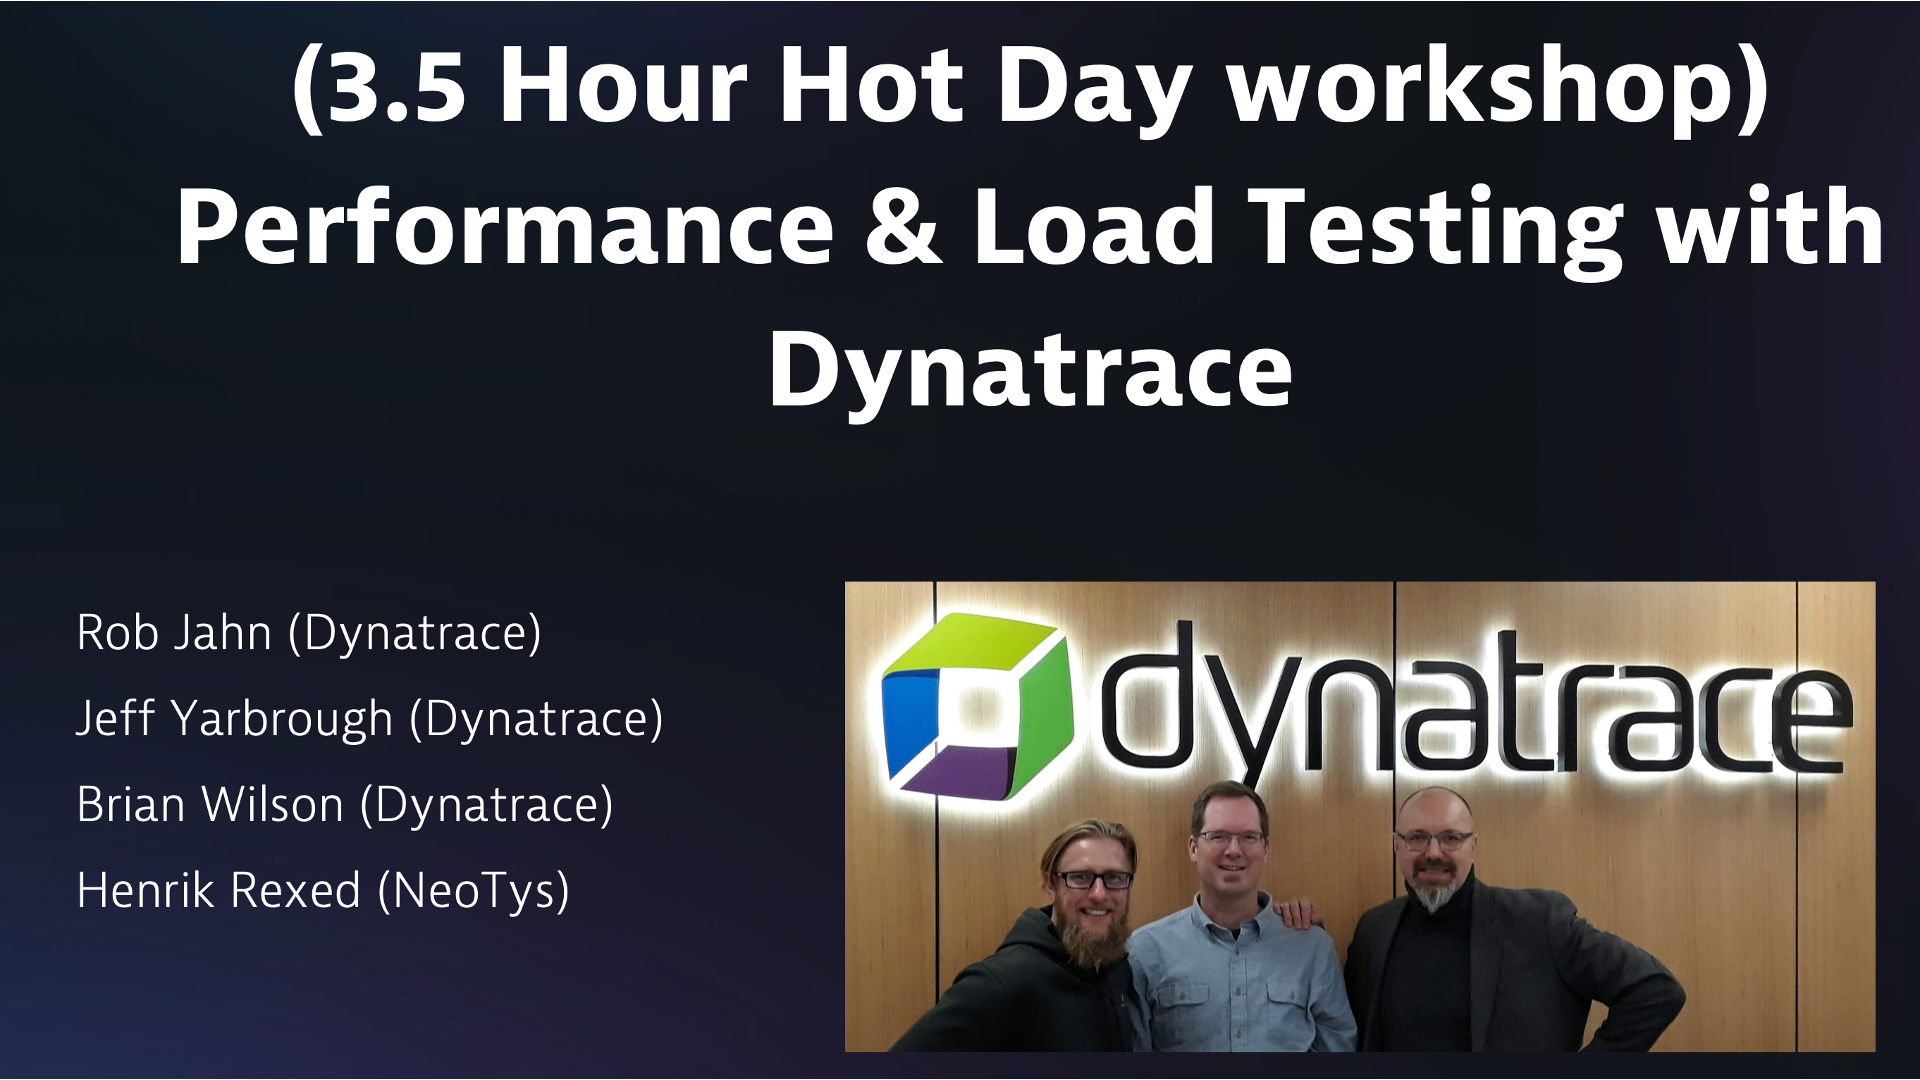 (3.5 Hour Hot Day workshop)
Performance & Load Testing with
Dynatrace
Rob Jahn (Dynatrace)
Jeff Yarbrough (Dynatrace)
Brian Wilson (Dynatrace)
Henrik Rexed (NeoTys)
dynatrace